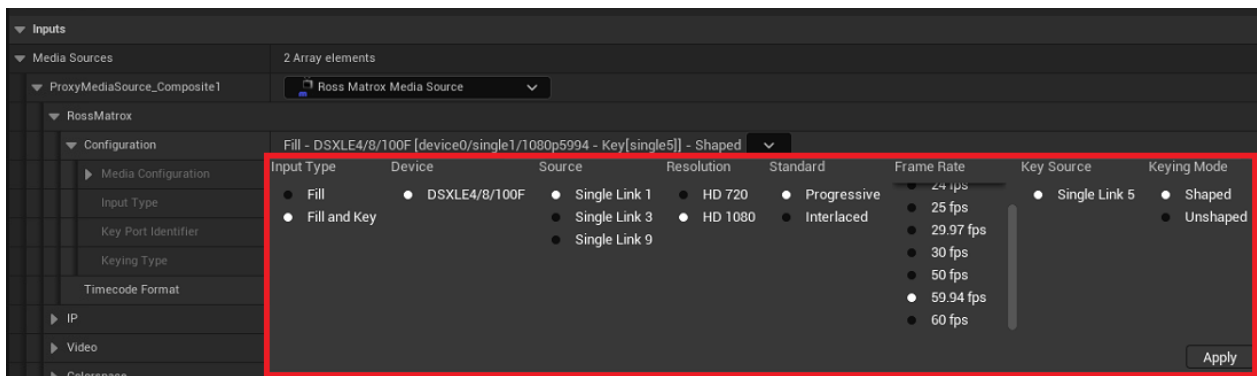 Inputs
Media Sources 2 Array elements
ProxyMediaSource_Composite1 Ross Matrox Media Source
RossMatrox
Configuration Fill - DSXLE4/8/100F [device0/single1/1080p5994 - Key[single5]] - Shaped
Input Type Device Source Resolution Standard Frame Rate Key Source Keying Mode
Media Configuration
Input Type
Key Port Identifier
Keying Type
Timecode Format
IP
Video
Colorspace
Fill
Fill and Key
DSXLE4/8/100F
Single Link 1
Single Link 3
Single Link 9
HD 720
HD 1080
Progressive
Interlaced
24 fps
25 fps
29.97 fps
30 fps
50 fps
59.94 fps
60 fps
Single Link 5
Shaped
Unshaped
Apply